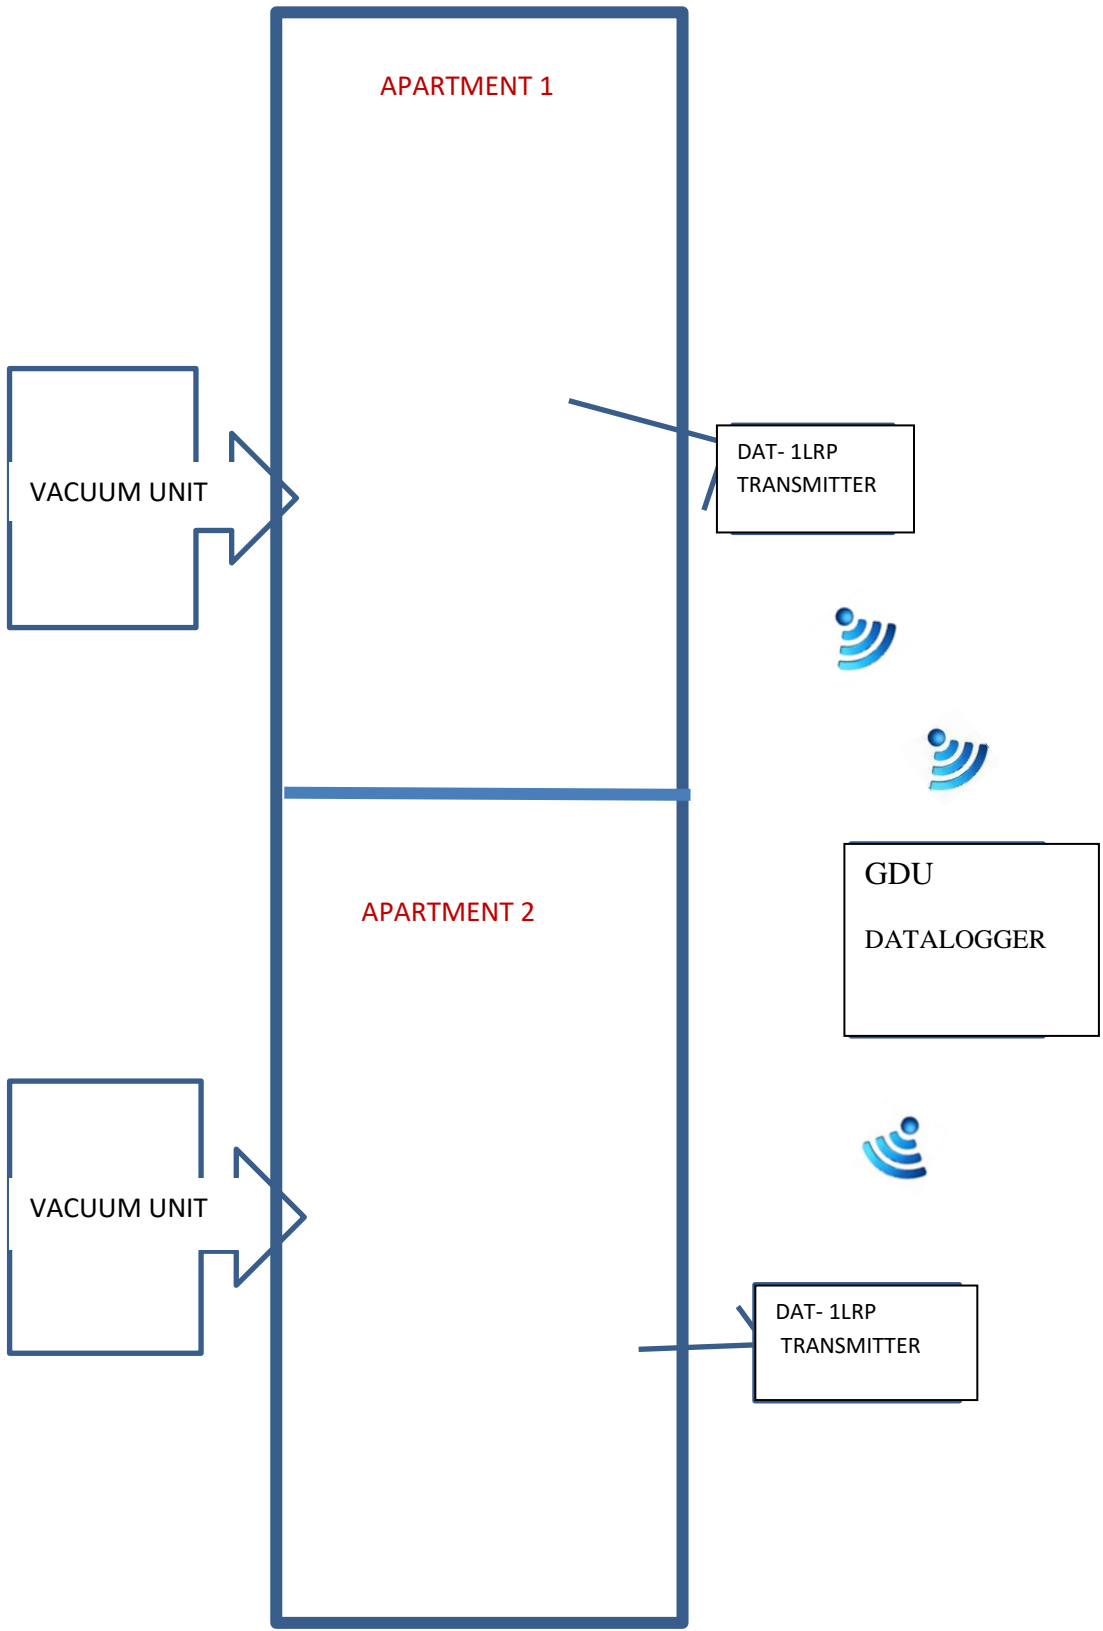 APARTMENT 1
DAT- 1LRP
TRANSMITTER
VACUUM UNIT
GDU
DATALOGGER
APARTMENT 2
VACUUM UNIT
DAT- 1LRP
TRANSMITTER